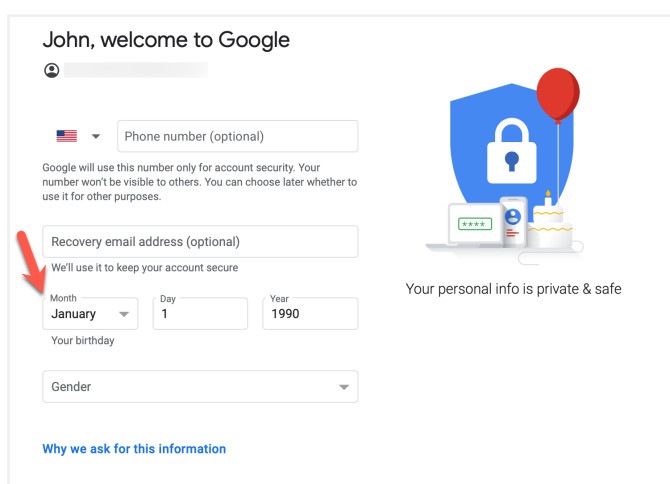 John, welcome to Google
Phone number (optional)
Google will use this number only for account security. Your
number won't be visible to others. You can choose later whether to
use it for other purposes.
Recovery email address (optional)
We'll use it to keep your account secure
Month
January
Day
1
Year
1990
Your birthday
Gender
Why we ask for this information
****
Your personal info is private & safe